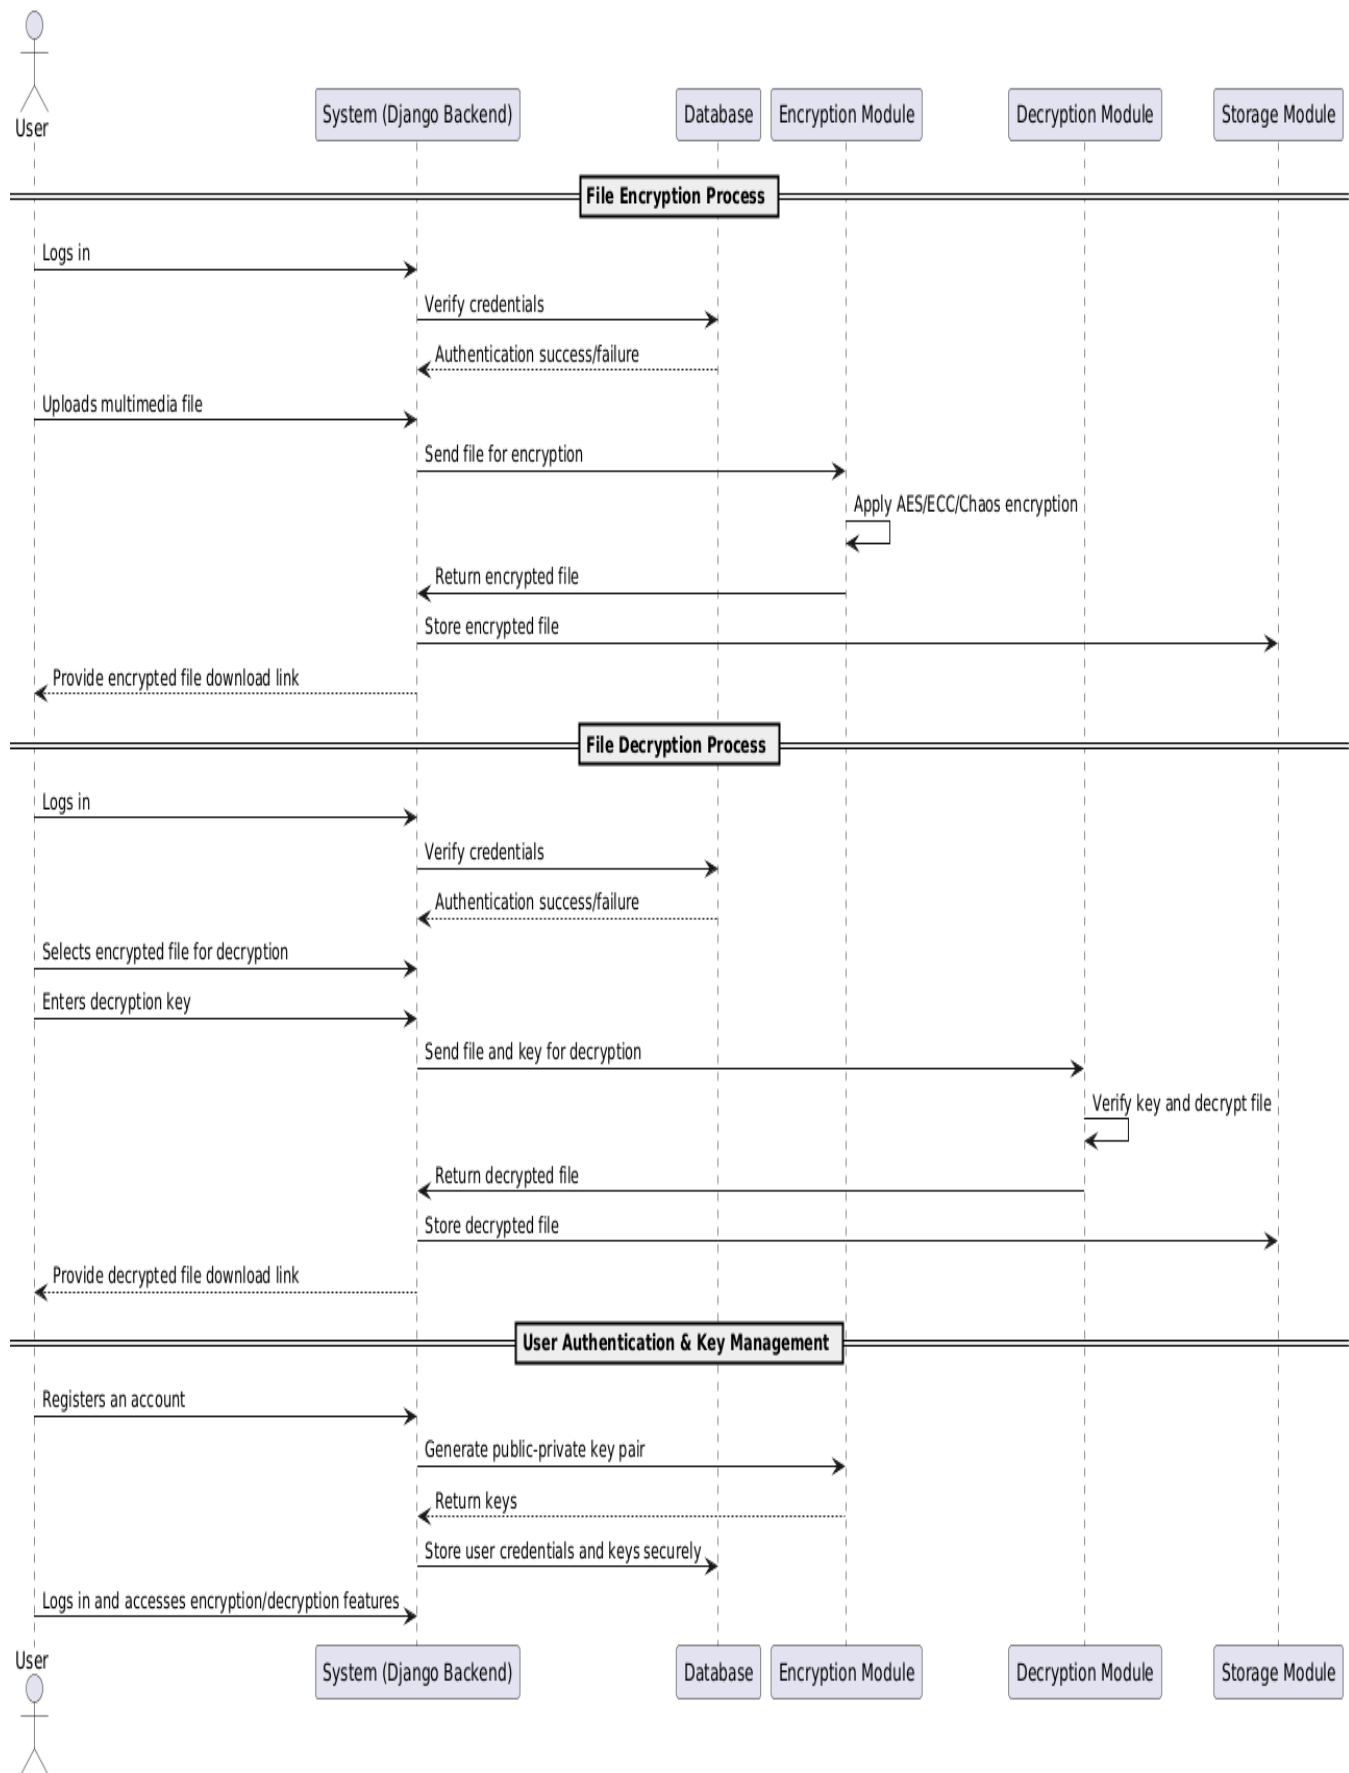 User
System (Django Backend)
Database
Encryption Module
Decryption Module
Storage Module
File Encryption Process
Logs in
Verify credentials
Authentication success/failure
Uploads multimedia file
Send file for encryption
Apply AES/ECC/Chaos encryption
Return encrypted file
Store encrypted file
Provide encrypted file download link
File Decryption Process
Logs in
Verify credentials
Authentication success/failure
Selects encrypted file for decryption
Enters decryption key
Send file and key for decryption
Verify key and decrypt file
Return decrypted file
Store decrypted file
Provide decrypted file download link
User Authentication & Key Management
Registers an account
Generate public-private key pair
Return keys
Store user credentials and keys securely
Logs in and accesses encryption/decryption features
User
System (Django Backend)
Database
Encryption Module
Decryption Module
Storage Module